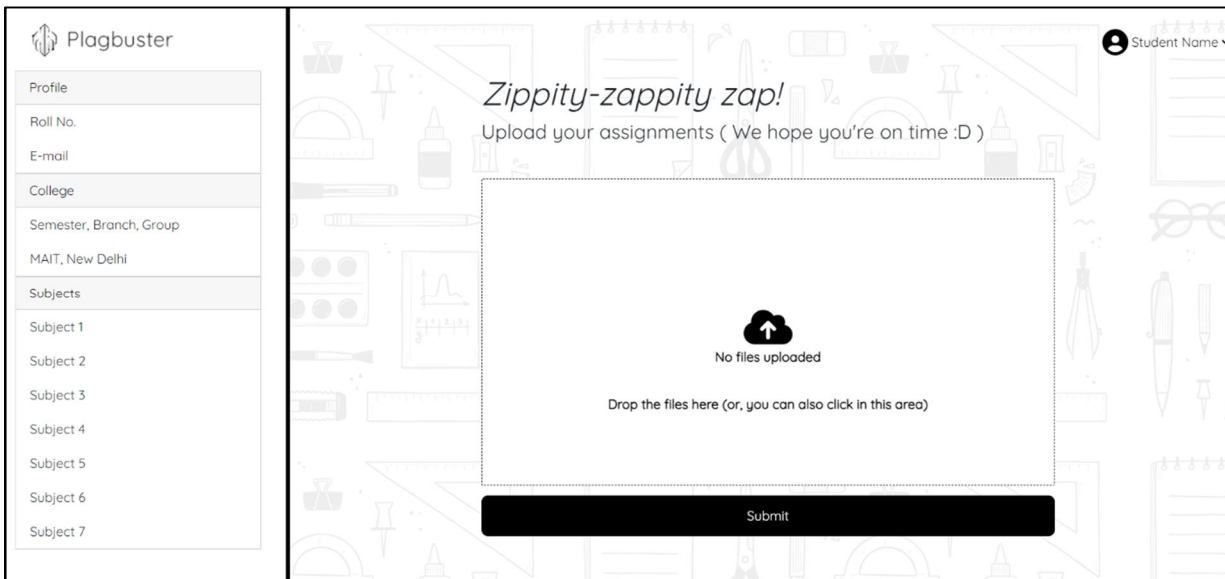 Plagbuster
Profile
Roll No.
E-mail
College
Semester, Branch, Group
MAIT, New Delhi
Subjects
Subject 1
Subject 2
Subject 3
Subject 4
Subject 5
Subject 6
Subject 7
Student Name
Zippity-zappity zap!
Upload your assignments ( We hope you're on time :D )
No files uploaded
Drop the files here (or, you can also click in this area)
Submit